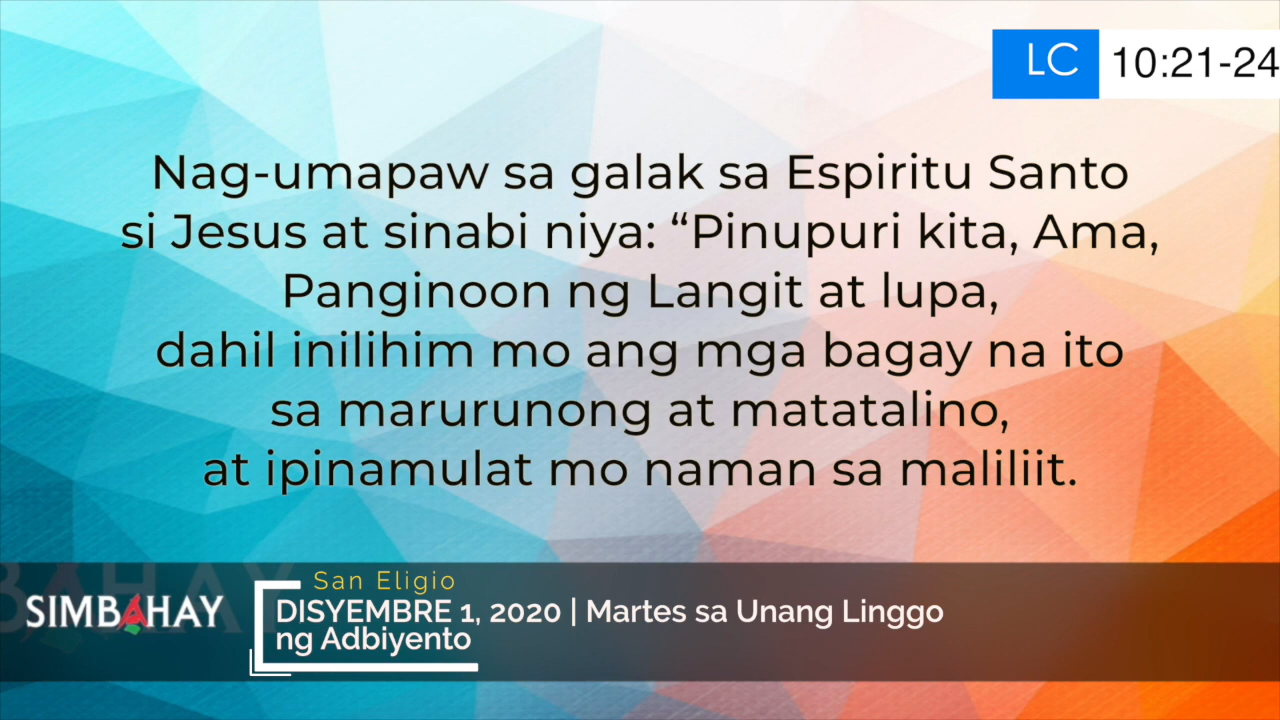 LC 10:21-24
Nag-umapaw sa galak sa Espiritu Santo
si Jesus at sinabi niya: “Pinupuri kita, Ama,
Panginoon ng Langit at lupa,
dahil inilihim mo ang mga bagay na ito
sa marurunong at matatalino,
at ipinamulat mo naman sa maliliit.
San Eligio
SIMBAHAY
DISYEMBRE 1, 2020 | Martes sa Unang Linggo
ng Adbiyento